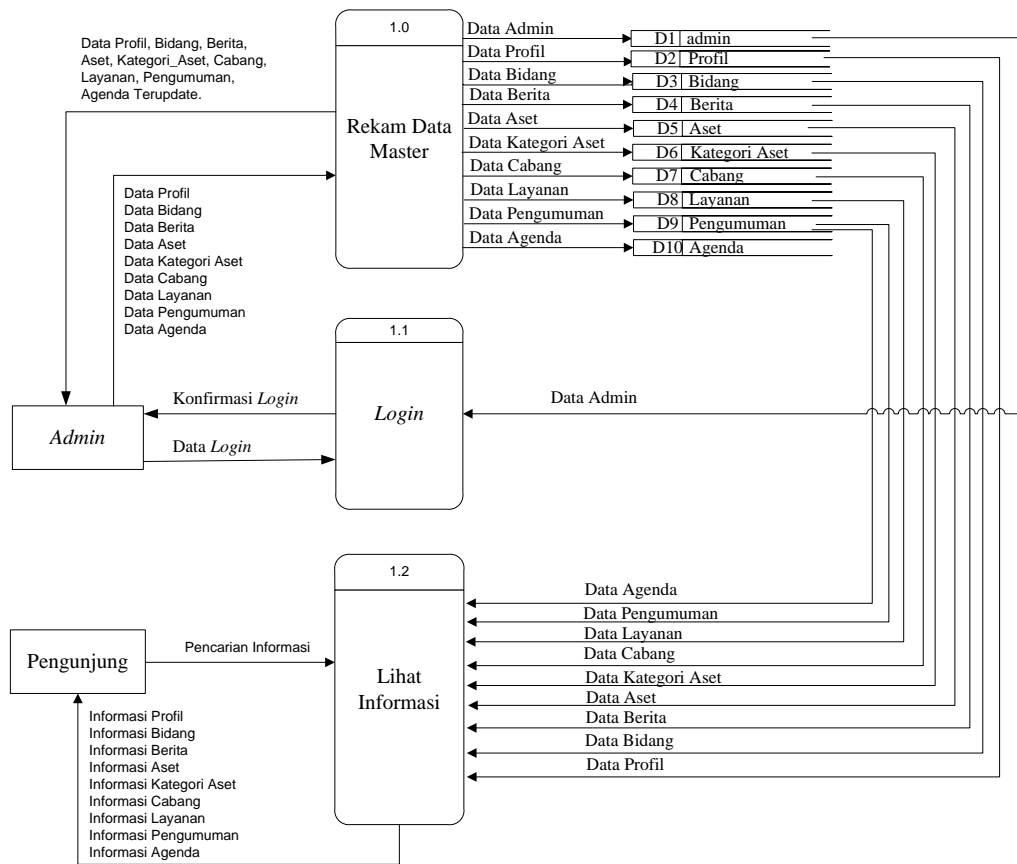 Data Profil, Bidang, Berita,
Aset, Kategori_Aset, Cabang,
Layanan, Pengumuman,
Agenda Terupdate.
1.0
Rekam Data
Master
Data Admin
Data Profil
Data Bidang
Data Berita
Data Aset
Data Kategori Aset
Data Cabang
Data Layanan
Data Pengumuman
Data Agenda
D1 admin
D2 Profil
D3 Bidang
D4 Berita
D5 Aset
D6 Kategori Aset
D7 Cabang
D8 Layanan
D9 Pengumuman
D10 Agenda
Data Profil
Data Bidang
Data Berita
Data Aset
Data Kategori Aset
Data Cabang
Data Layanan
Data Pengumuman
Data Agenda
1.1
Login
Konfirmasi Login
Data Login
Admin
Data Admin
1.2
Lihat
Informasi
Data Agenda
Data Pengumuman
Data Layanan
Data Cabang
Data Kategori Aset
Data Aset
Data Berita
Data Bidang
Data Profil
Pengunjung
Pencarian Informasi
Informasi Profil
Informasi Bidang
Informasi Berita
Informasi Aset
Informasi Kategori Aset
Informasi Cabang
Informasi Layanan
Informasi Pengumuman
Informasi Agenda